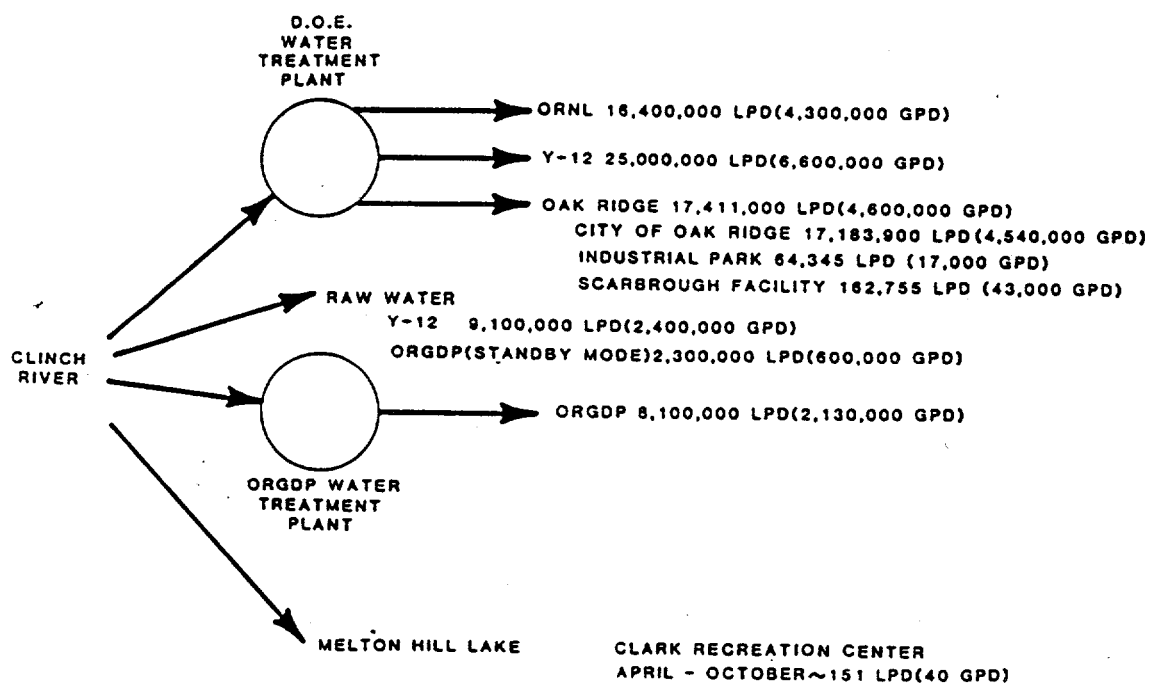 D.O.E.
WATER
TREATMENT
PLANT
ORNL 16,400,000 LPD(4,300,000 GPD)
Y-12 25,000,000 LPD(6,600,000 GPD)
OAK RIDGE 17,411,000 LPD(4,600,000 GPD)
CITY OF OAK RIDGE 17,183,900 LPD(4,540,000 GPD)
INDUSTRIAL PARK 64,345 LPD (17,000 GPD)
SCARBROUGH FACILITY 162,755 LPD (43,000 GPD)
RAW WATER
Y-12 9,100,000 LPD(2,400,000 GPD)
ORGDP(STANDBY MODE)2,300,000 LPD(600,000 GPD)
CLINCH
RIVER
ORGDP 8,100,000 LPD(2,130,000 GPD)
ORGDP WATER
TREATMENT
PLANT
MELTON HILL LAKE
CLARK RECREATION CENTER
APRIL - OCTOBER~151 LPD(40 GPD)